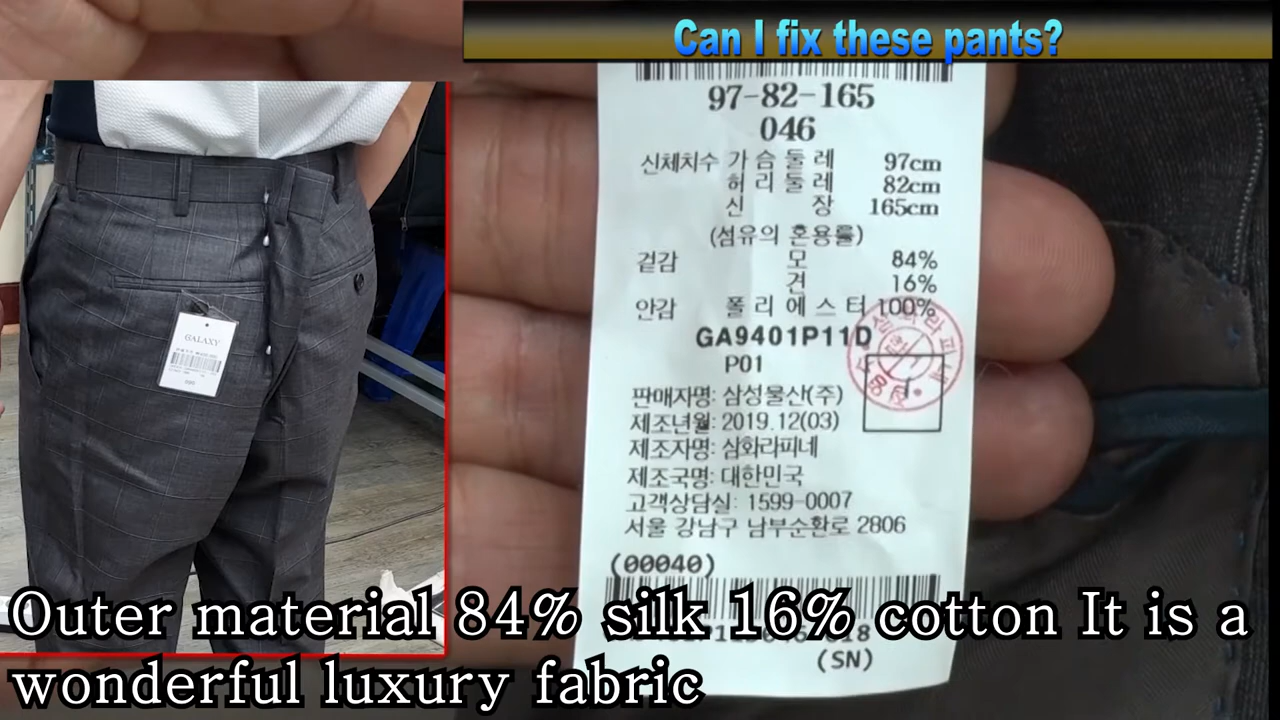 Can I fix these pants?
97-82-165
046
신체치수 가슴둘레 97cm
허리둘레 82cm
신장 165cm
(섬유의 혼용률)
겉감 모 84%
견 16%
안감 폴리에스터 100%
GA9401P11D
P01
판매자명: 삼성물산(주)
제조년월: 2019.12(03)
제조자명: 삼화라피네
제조국명: 대한민국
고객상담실: 1599-0007
서울 강남구 남부순환로 2806
(00040)
(SN)
GALAXY
Outer material 84% silk 16% cotton It is a
wonderful luxury fabric